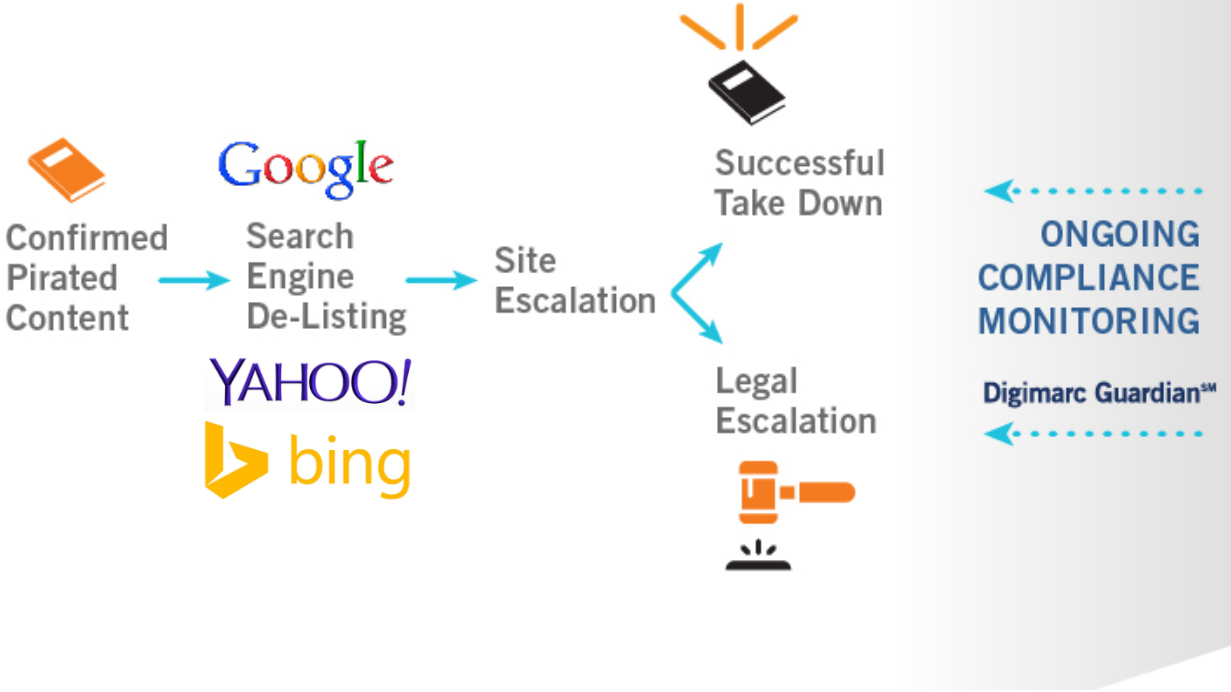 Confirmed
Pirated
Content
Google
Search
Engine
De-Listing
YAHOO!
bing
Site
Escalation
Successful
Take Down
Legal
Escalation
ONGOING
COMPLIANCE
MONITORING
Digimarc Guardian℠